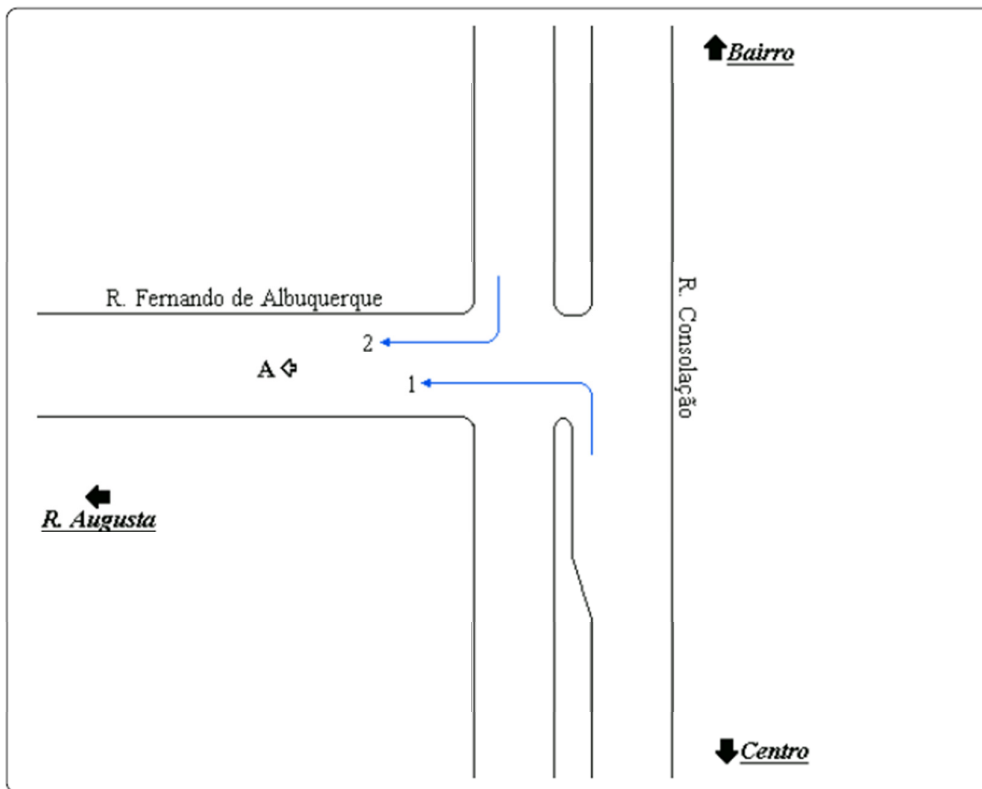 Bairro
R. Fernando de Albuquerque
R. Consolação
2
A
1
R. Augusta
Centro